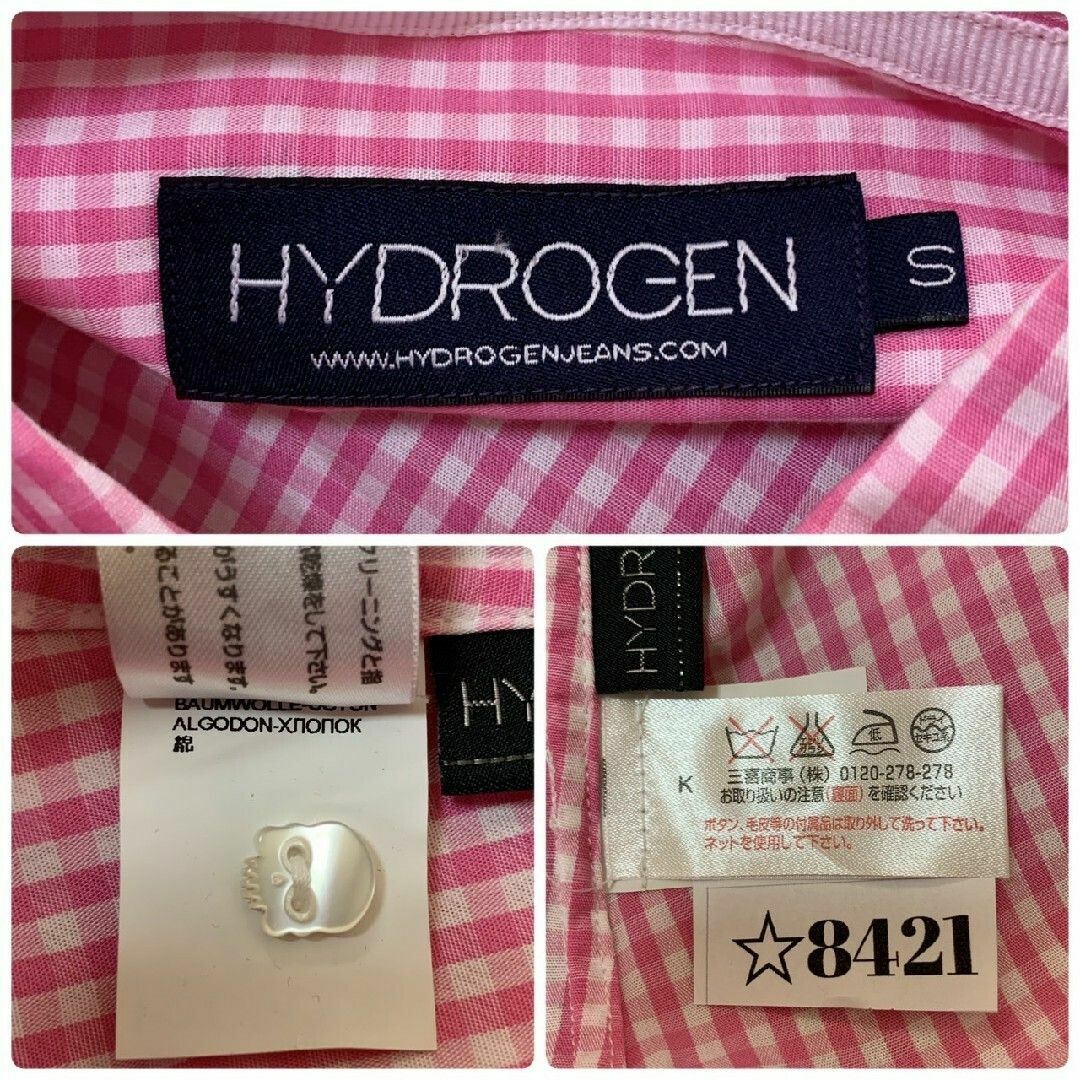 HYDROGEN
S
WWW.HYDROGENJEANS.COM
クリーニングと指
乾燥をして下さい。
がうすくなります。
ることがあります
ALGODON-ХЛОПОК
綿
HY
HYDR
低
K
三喜商事(株) 0120-278-278
お取り扱いの注意(裏面)を確認ください
ボタン、毛皮等の付属品は取り外して洗って下さい。
ネットを使用して下さい。
☆8421